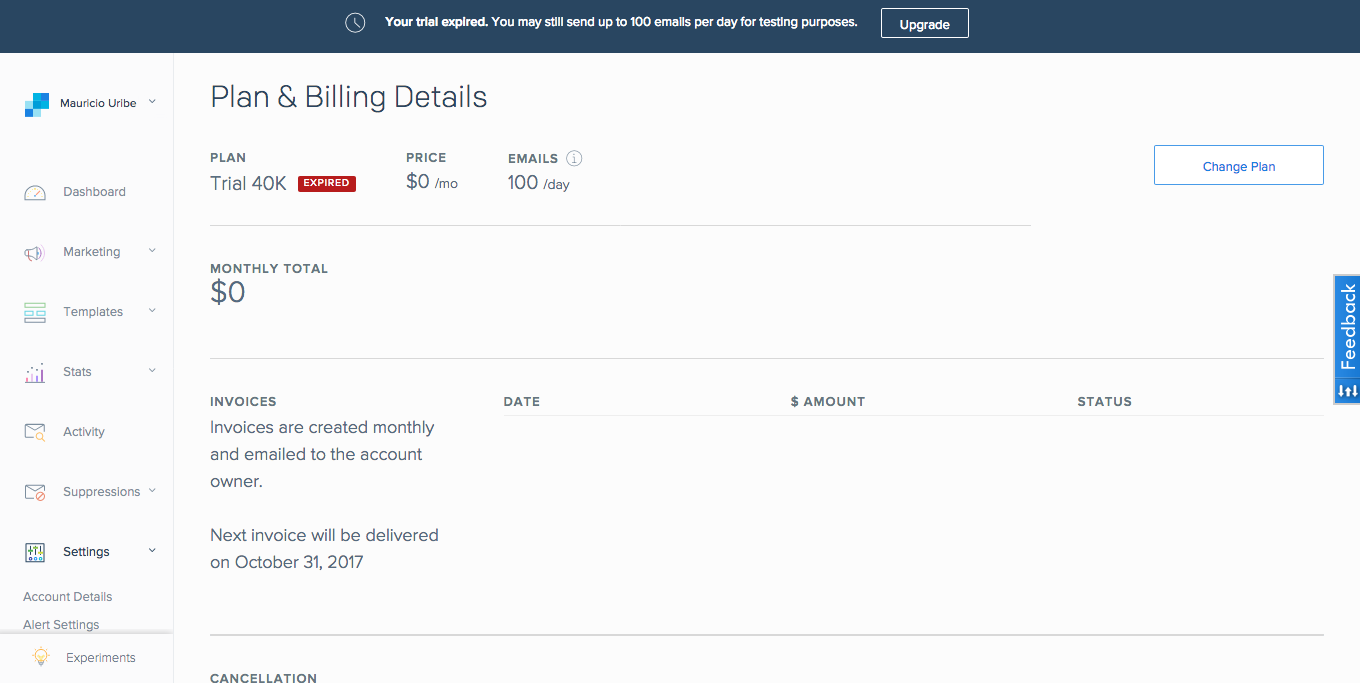 Your trial expired. You may still send up to 100 emails per day for testing purposes.
Upgrade
Mauricio Uribe
Dashboard
Marketing
Templates
Stats
Activity
Suppressions
Settings
Account Details
Alert Settings
Experiments
Plan & Billing Details
PLAN
Trial 40K EXPIRED
PRICE
$0 /mo
EMAILS
100 /day
Change Plan
MONTHLY TOTAL
$0
INVOICES DATE $ AMOUNT STATUS
Invoices are created monthly
and emailed to the account
owner.
Next invoice will be delivered
on October 31, 2017
CANCELLATION
Feedback